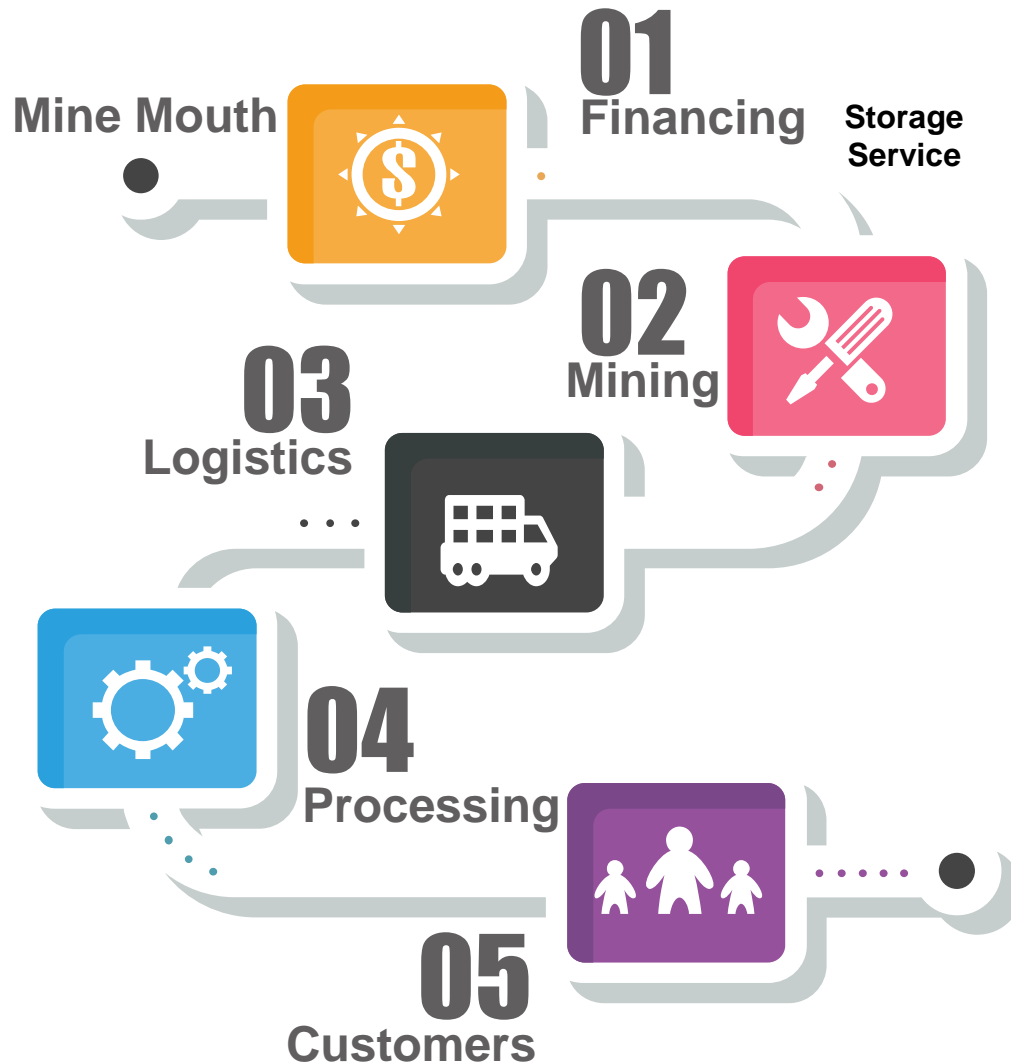 Mine Mouth
01
Financing
Storage
Service
02
Mining
03
Logistics
04
Processing
05
Customers